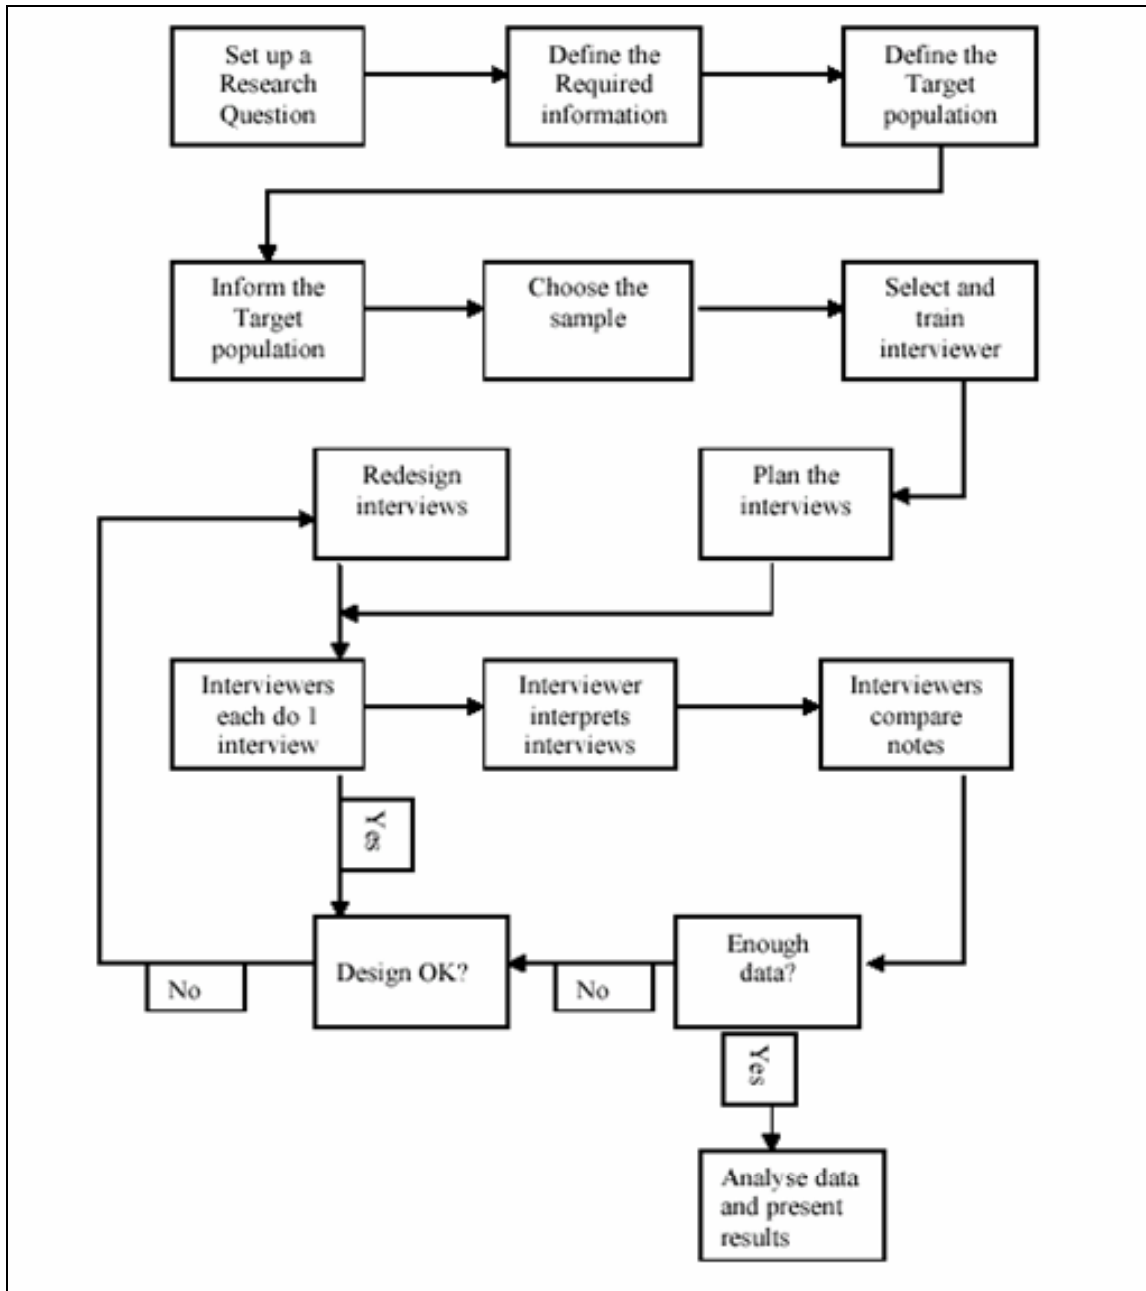 Set up a
Research
Question
Define the
Required
information
Define the
Target
population
Inform the
Target
population
Choose the
sample
Select and
train
interviewer
Redesign
interviews
Plan the
interviews
Interviewers
each do 1
interview
Interviewer
interprets
interviews
Interviewers
compare
notes
Yes
Design OK?
No
No
Enough
data?
Yes
Analyse data
and present
results